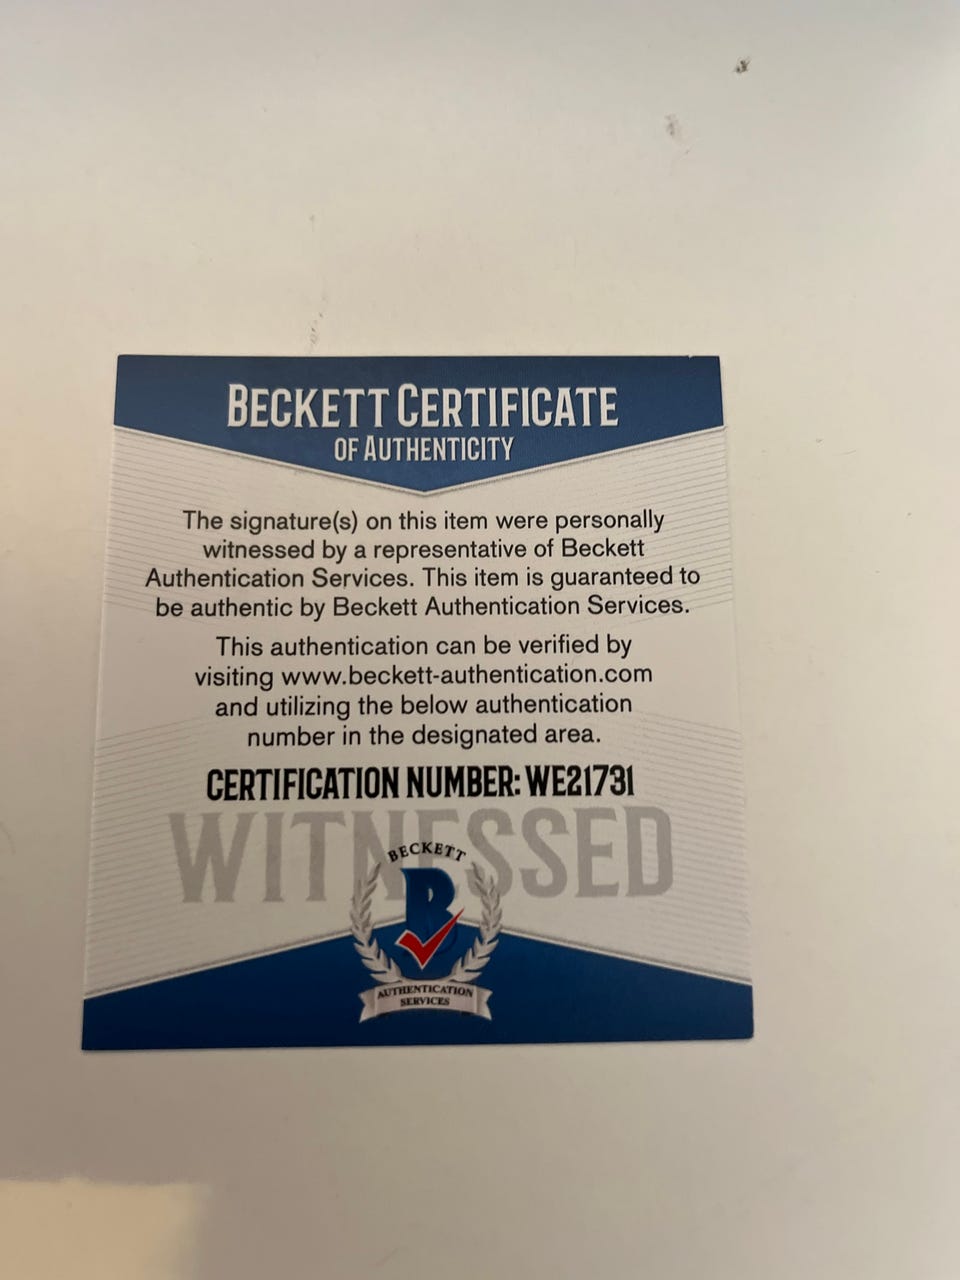 BECKETT CERTIFICATE
OF AUTHENTICITY
The signature(s) on this item were personally
witnessed by a representative of Beckett
Authentication Services. This item is guaranteed to
be authentic by Beckett Authentication Services.
This authentication can be verified by
visiting www.beckett-authentication.com
and utilizing the below authentication
number in the designated area.
CERTIFICATION NUMBER: WE21731
WITNESSED
BECKETT
B
AUTHENTICATION
SERVICES